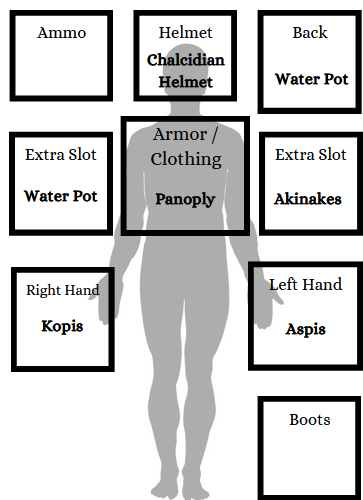 Ammo
Helmet
Chalcidian
Helmet
Back
Water Pot
Extra Slot
Water Pot
Armor /
Clothing
Panoply
Extra Slot
Akinakes
Right Hand
Kopis
Left Hand
Aspis
Boots